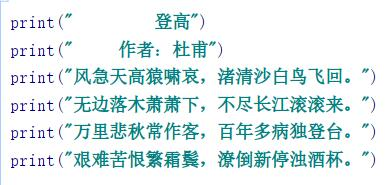 print("          登高")
print("      作者：杜甫")
print("风急天高猿啸哀，渚清沙白鸟飞回。")
print("无边落木萧萧下，不尽长江滚滚来。")
print("万里悲秋常作客，百年多病独登台。")
print("艰难苦恨繁霜鬓，潦倒新停浊酒杯。")